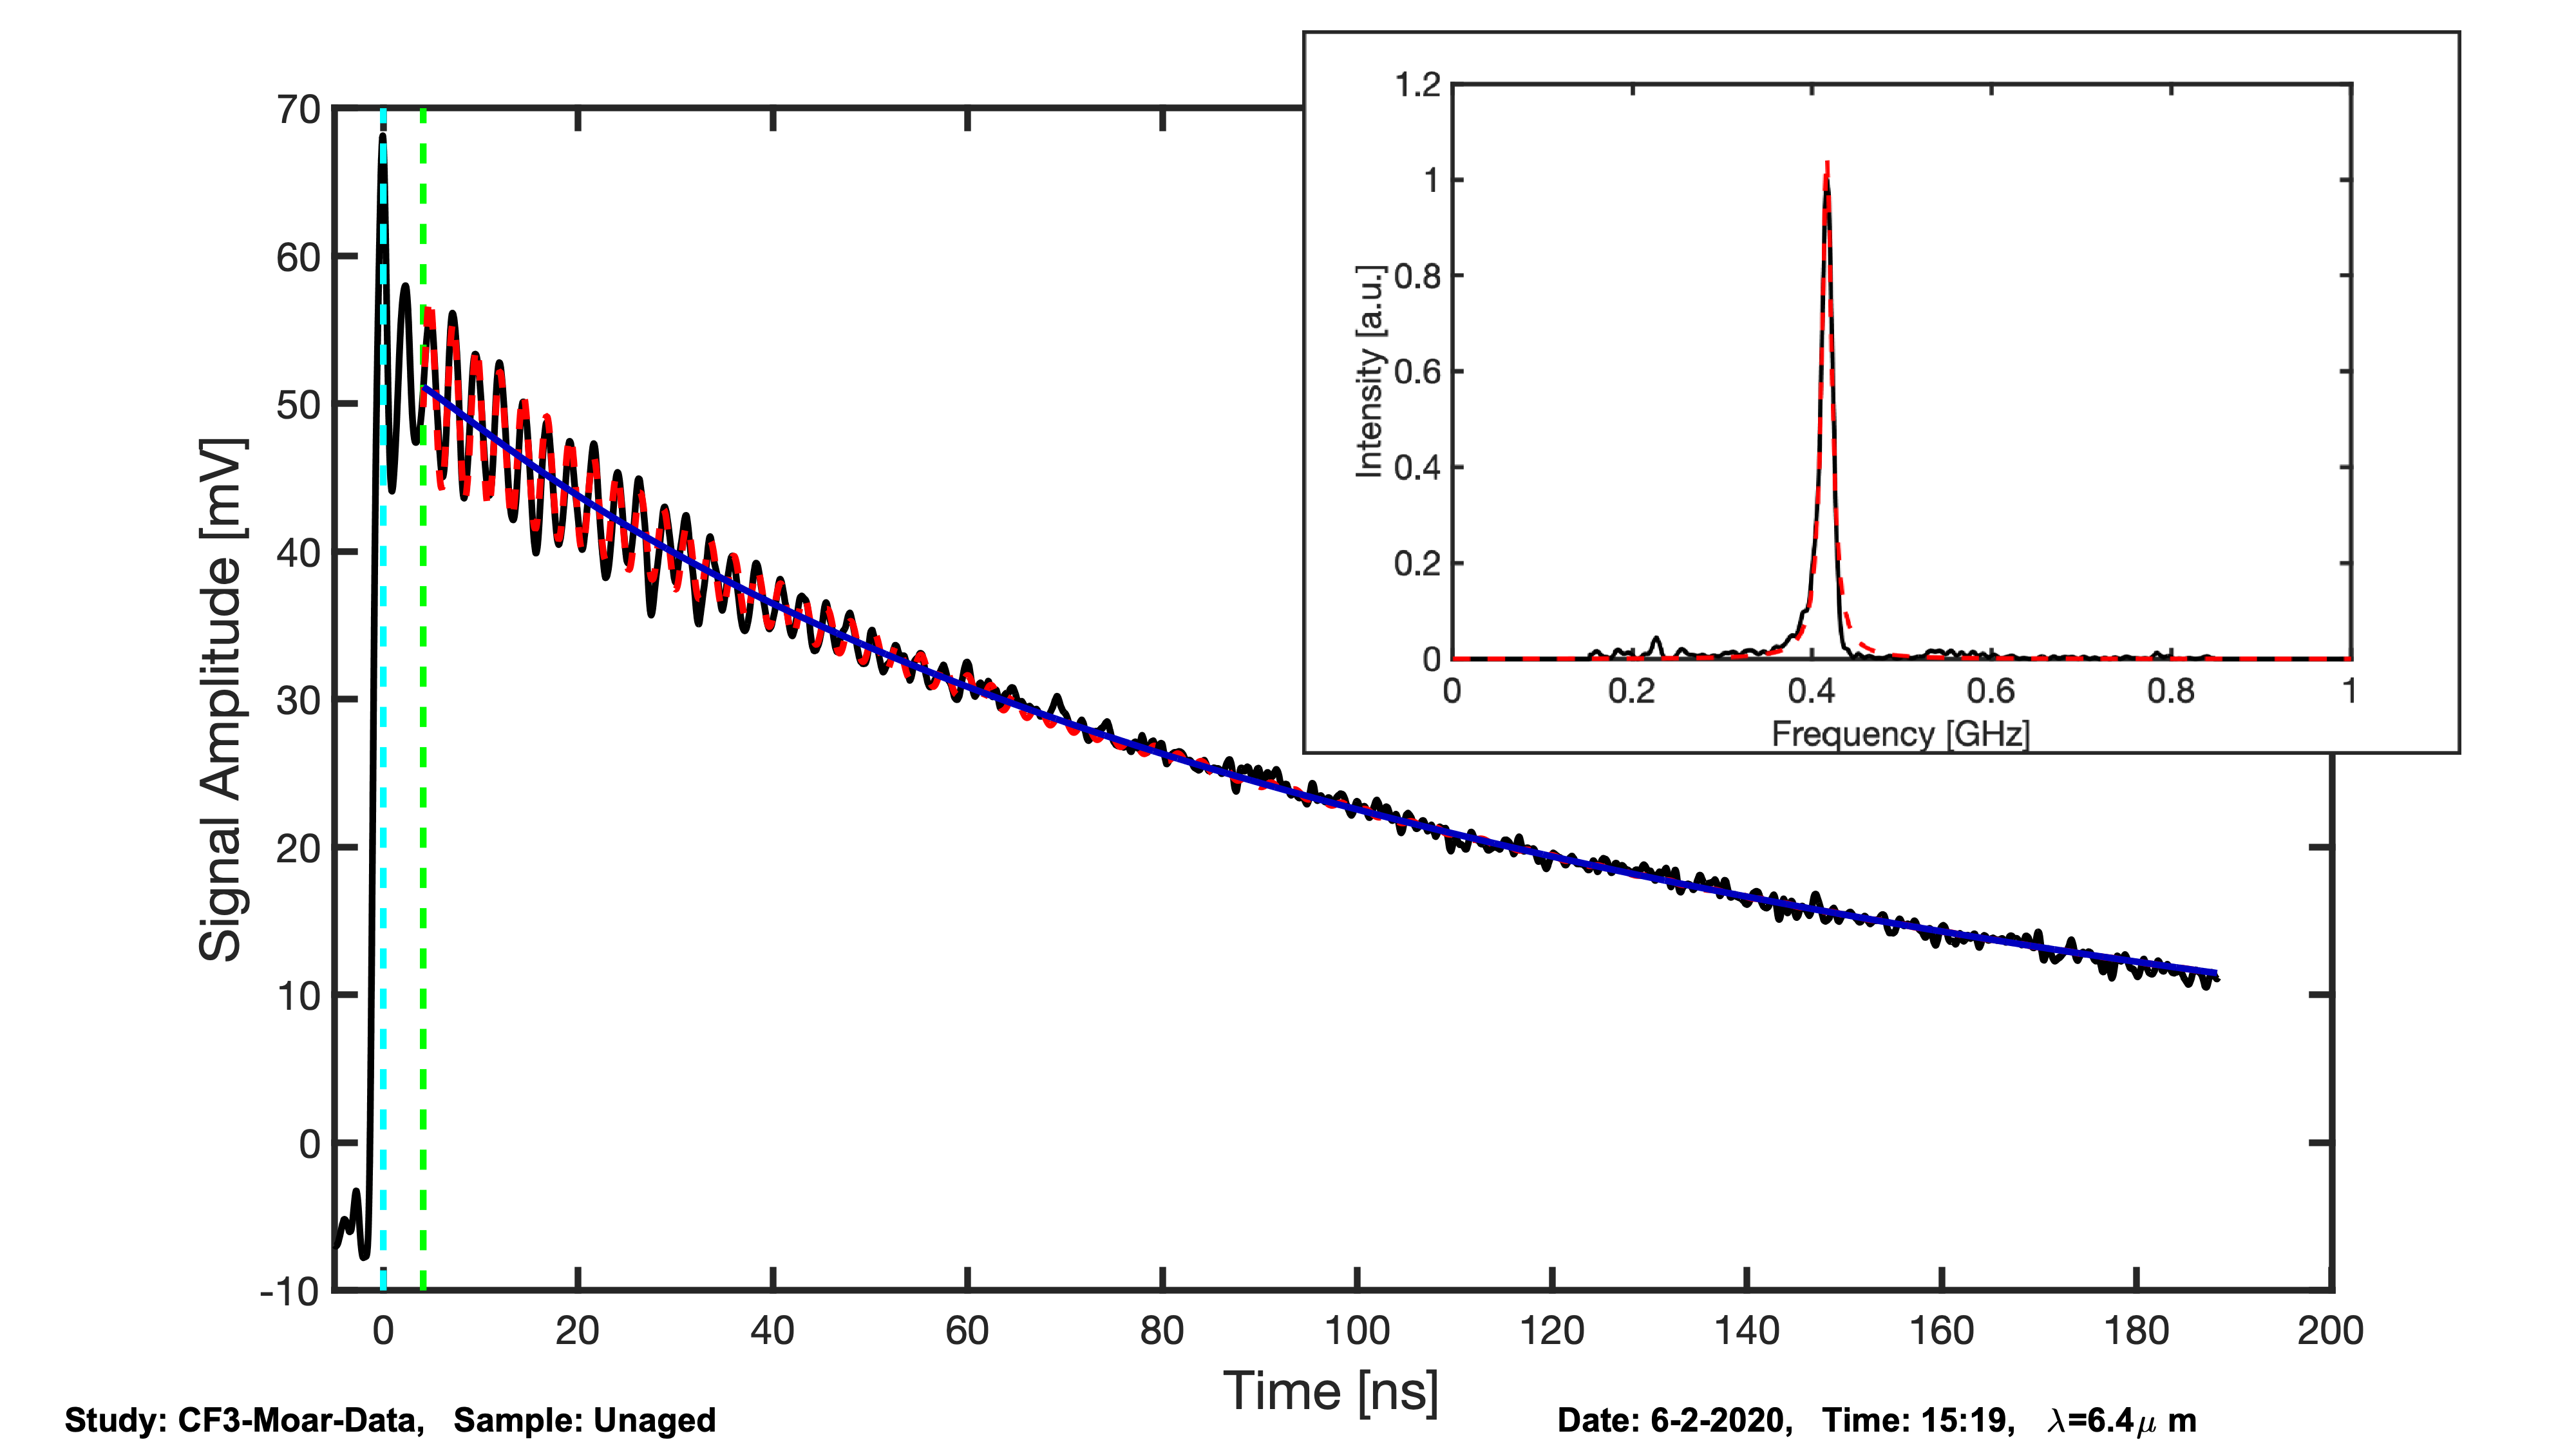 70
60
50
40
30
20
10
0
-10
Signal Amplitude [mV]
0 20 40 60 80 100 120 140 160 180 200
Time [ns]
1.2
1
0.8
0.6
0.4
0.2
0
Intensity [a.u.]
0 0.2 0.4 0.6 0.8 1
Frequency [GHz]
Study: CF3-Moar-Data, Sample: Unaged
Date: 6-2-2020, Time: 15:19, λ=6.4μ m